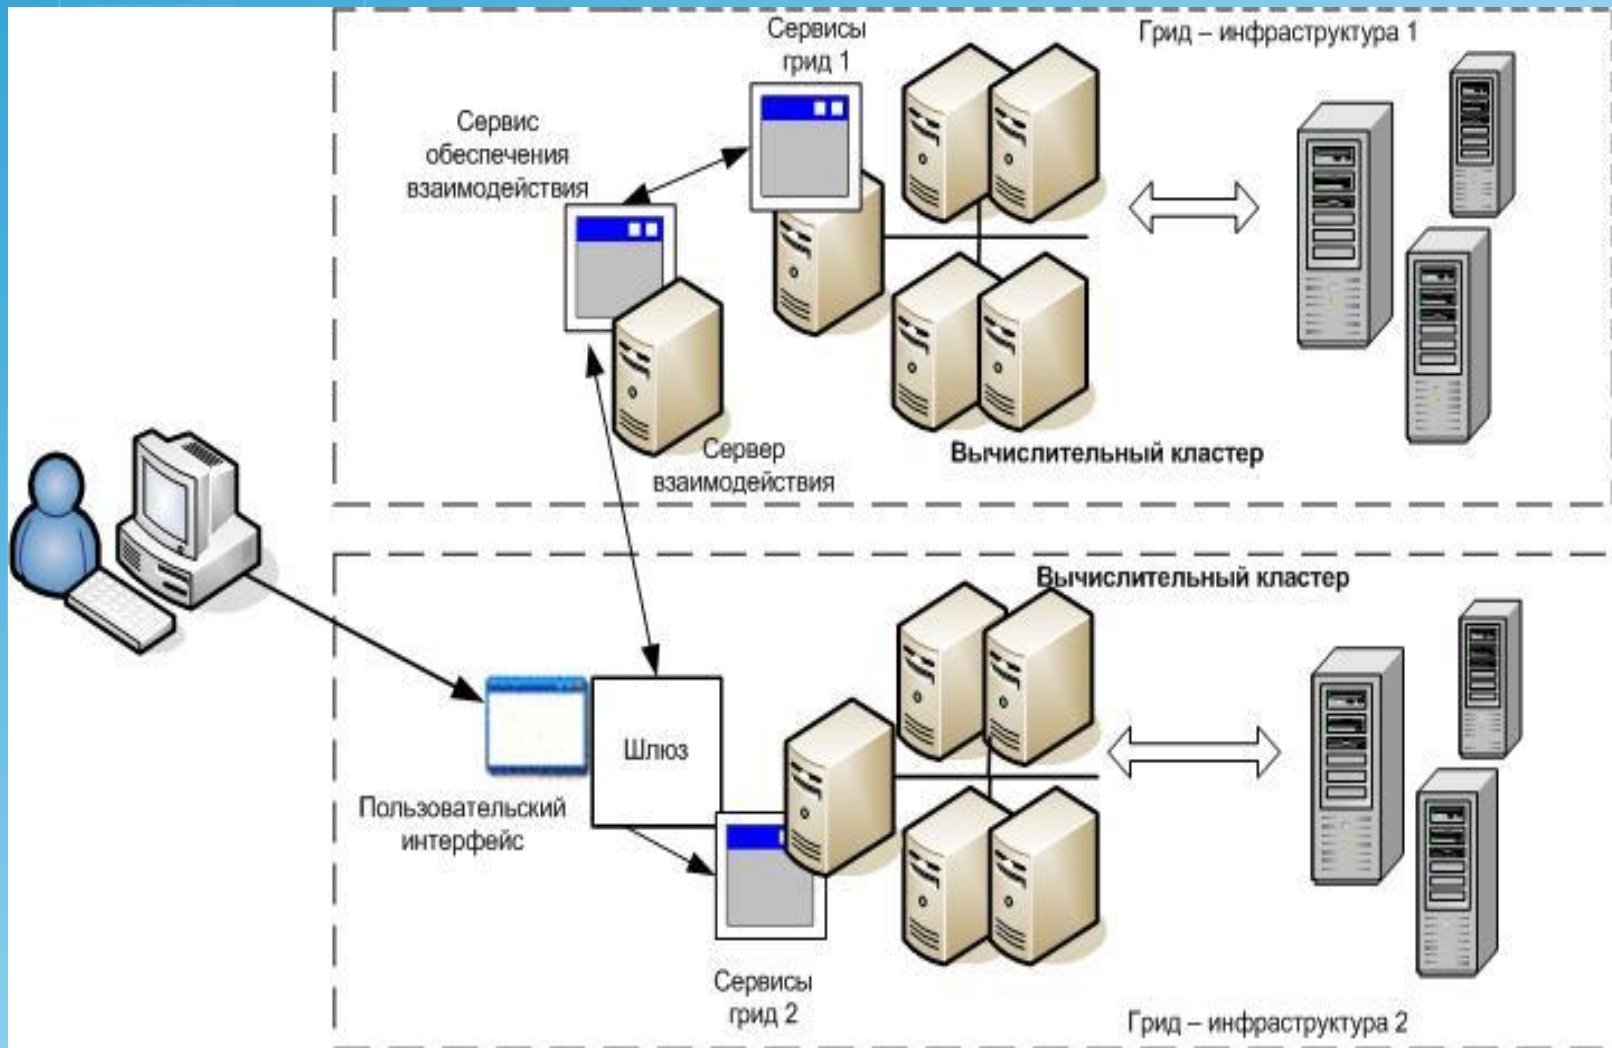 Сервисы
грид 1
Грид – инфраструктура 1
Сервис
обеспечения
взаимодействия
Сервер
взаимодействия
Вычислительный кластер
Вычислительный кластер
Шлюз
Пользовательский
интерфейс
Сервисы
грид 2
Грид – инфраструктура 2